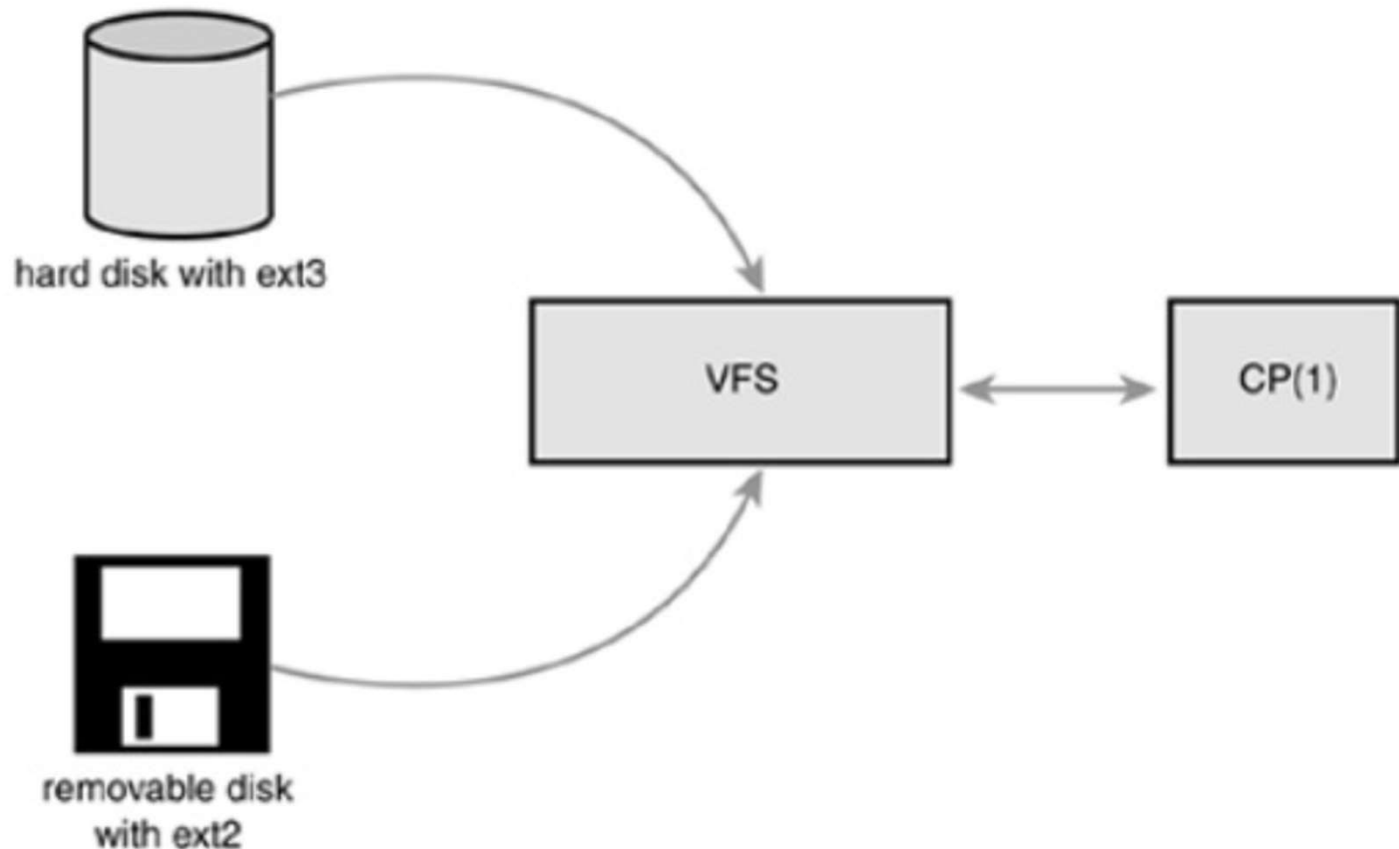 hard disk with ext3
VFS
CP(1)
removable disk
with ext2